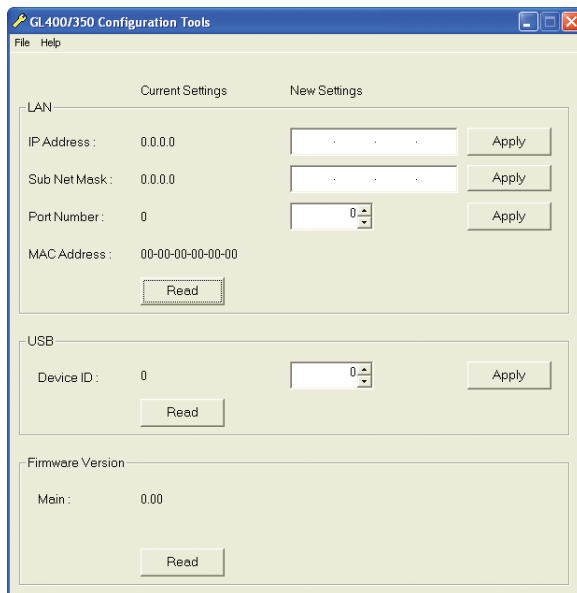 GL400/350 Configuration Tools
File Help
Current Settings New Settings
LAN
IP Address : 0.0.0.0 . . . Apply
Sub Net Mask : 0.0.0.0 . . . Apply
Port Number : 0 0 Apply
MAC Address : 00-00-00-00-00-00
Read
USB
Device ID : 0 0 Apply
Read
Firmware Version
Main : 0.00
Read